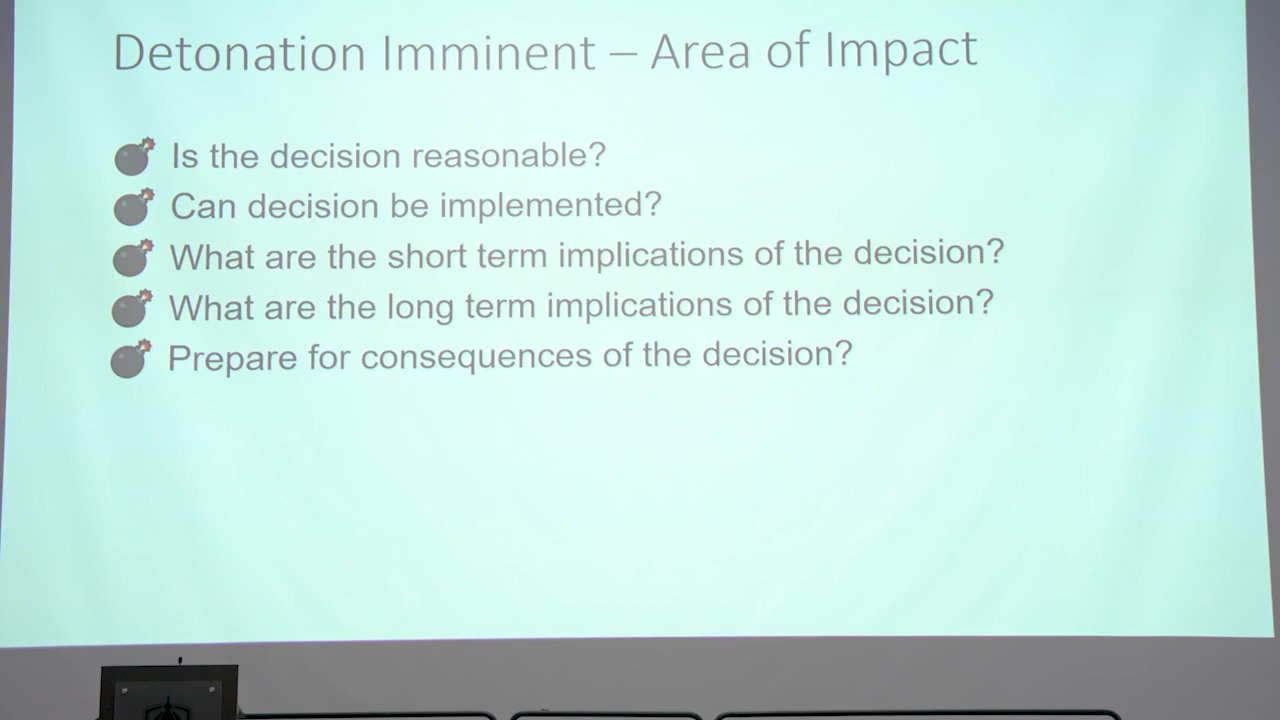 Detonation Imminent – Area of Impact
Is the decision reasonable?
Can decision be implemented?
What are the short term implications of the decision?
What are the long term implications of the decision?
Prepare for consequences of the decision?